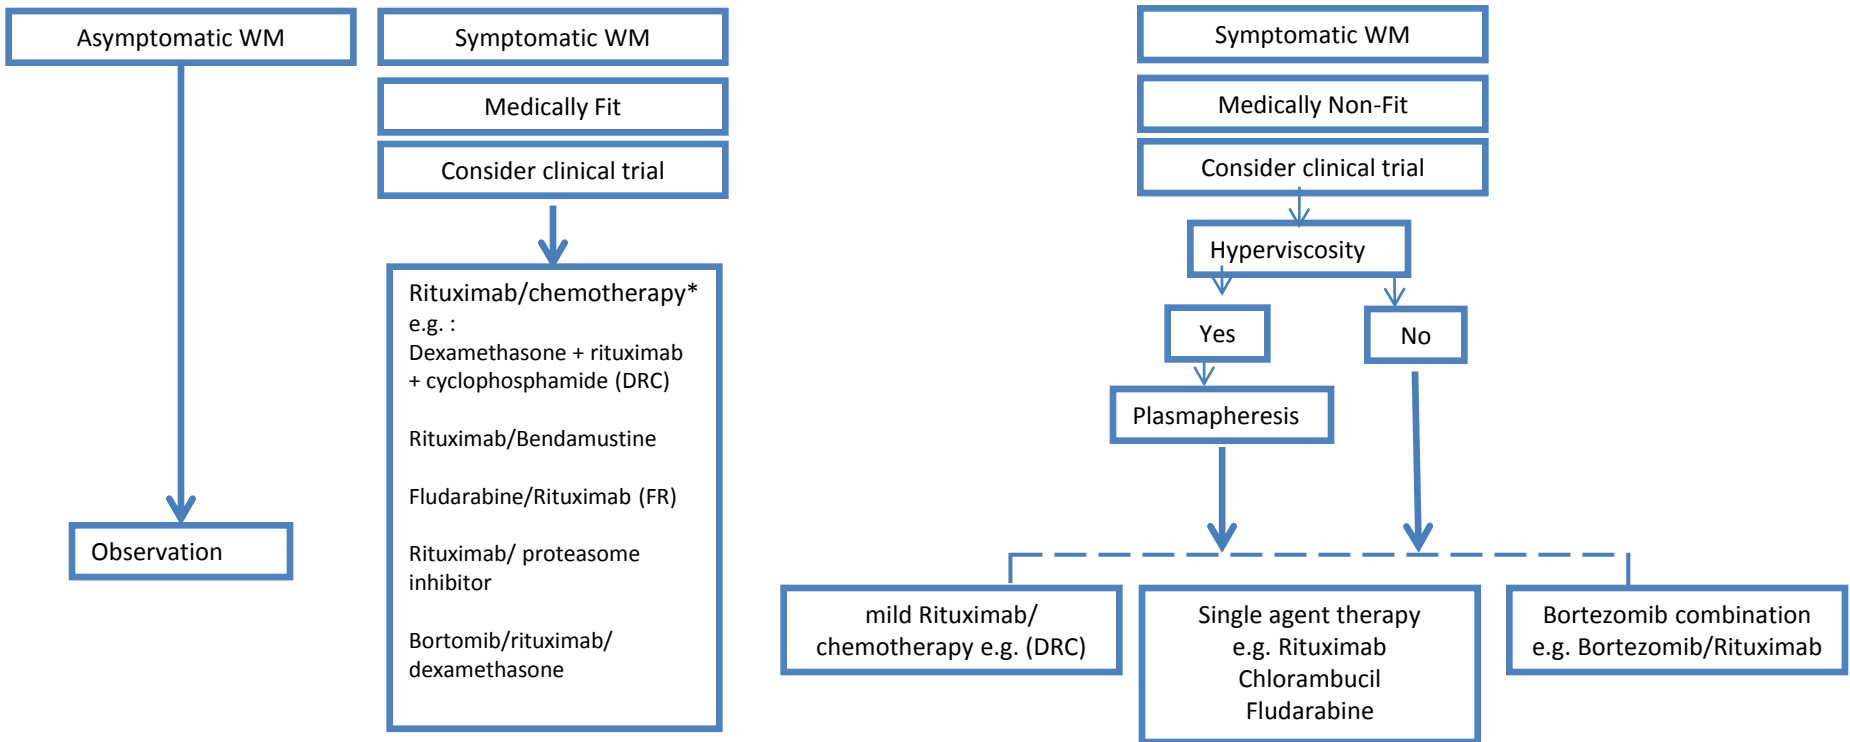 Asymptomatic WM
Observation
Symptomatic WM
Medically Fit
Consider clinical trial
Rituximab/chemotherapy*
e.g. :
Dexamethasone + rituximab
+ cyclophosphamide (DRC)
Rituximab/Bendamustine
Fludarabine/Rituximab (FR)
Rituximab/ proteasome
inhibitor
Bortomib/rituximab/
dexamethasone
Symptomatic WM
Medically Non-Fit
Consider clinical trial
Hyperviscosity
Yes
No
Plasmapheresis
mild Rituximab/
chemotherapy e.g. (DRC)
Single agent therapy
e.g. Rituximab
Chlorambucil
Fludarabine
Bortezomib combination
e.g. Bortezomib/Rituximab